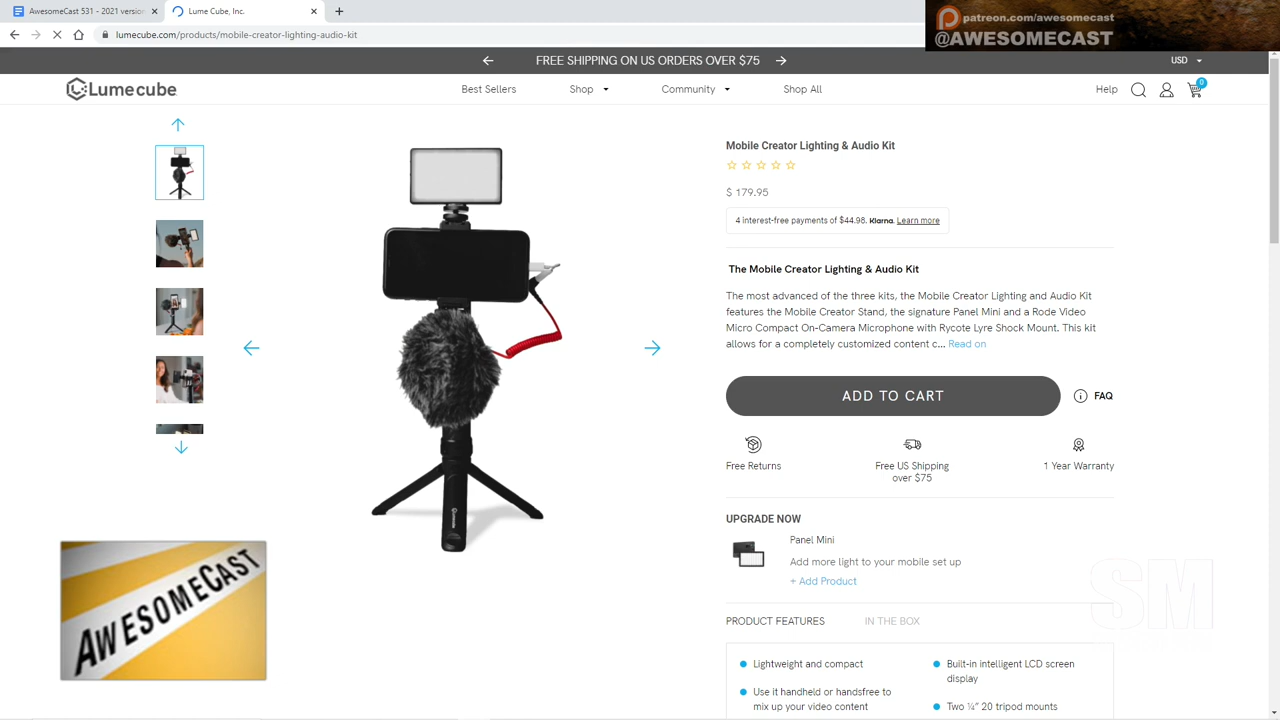 AwesomeCast 531 - 2021 version
Lume Cube, Inc.
lumecube.com/products/mobile-creator-lighting-audio-kit
patreon.com/awesomecast
@AWESOMECAST
FREE SHIPPING ON US ORDERS OVER $75
USD
Lumecube
Best Sellers
Shop
Community
Shop All
Help
0
Mobile Creator Lighting & Audio Kit
$ 179.95
4 interest-free payments of $44.98. Klarna. Learn more
The Mobile Creator Lighting & Audio Kit
The most advanced of the three kits, the Mobile Creator Lighting and Audio Kit
features the Mobile Creator Stand, the signature Panel Mini and a Rode Video
Micro Compact On-Camera Microphone with Rycote Lyre Shock Mount. This kit
allows for a completely customized content c... Read on
ADD TO CART
FAQ
Free Returns
Free US Shipping
over $75
1 Year Warranty
UPGRADE NOW
Panel Mini
Add more light to your mobile set up
+ Add Product
PRODUCT FEATURES
IN THE BOX
Lightweight and compact
Use it handheld or handsfree to
mix up your video content
Built-in intelligent LCD screen
display
Two ¼" 20 tripod mounts
lumecube
AWESOMECAST
SM